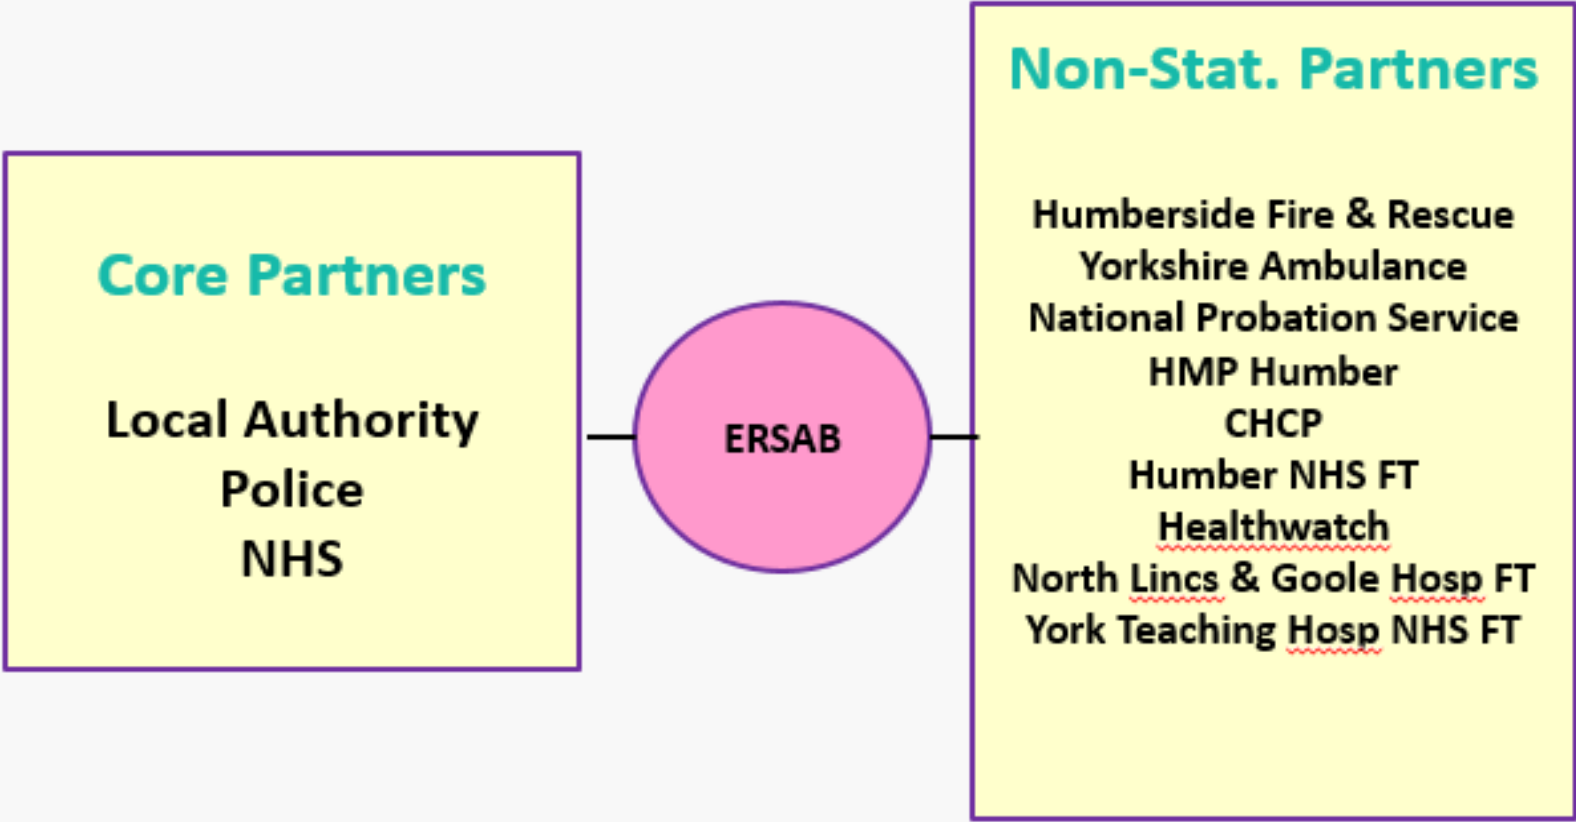 Core Partners
Local Authority
Police
NHS
ERSAB
Non-Stat. Partners
Humberside Fire & Rescue
Yorkshire Ambulance
National Probation Service
HMP Humber
CHCP
Humber NHS FT
Healthwatch
North Lincs & Goole Hosp FT
York Teaching Hosp NHS FT